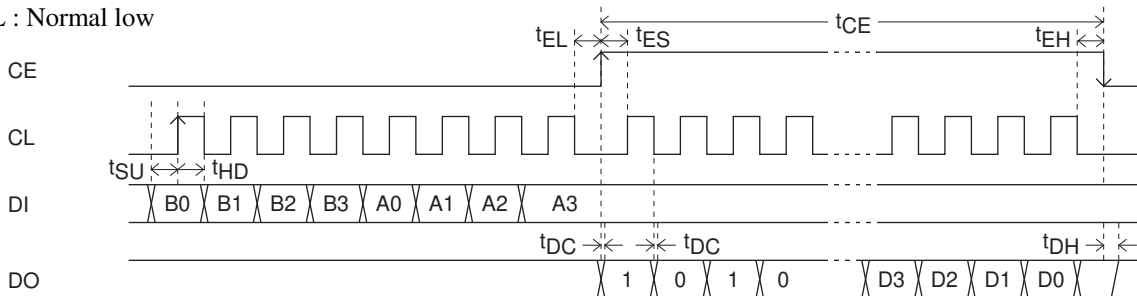 L : Normal low
tCE
tEL tES tEH
CE
CL
tSU tHD
DI B0 B1 B2 B3 A0 A1 A2 A3
tDC tDC tDH
DO 1 0 1 0 D3 D2 D1 D0